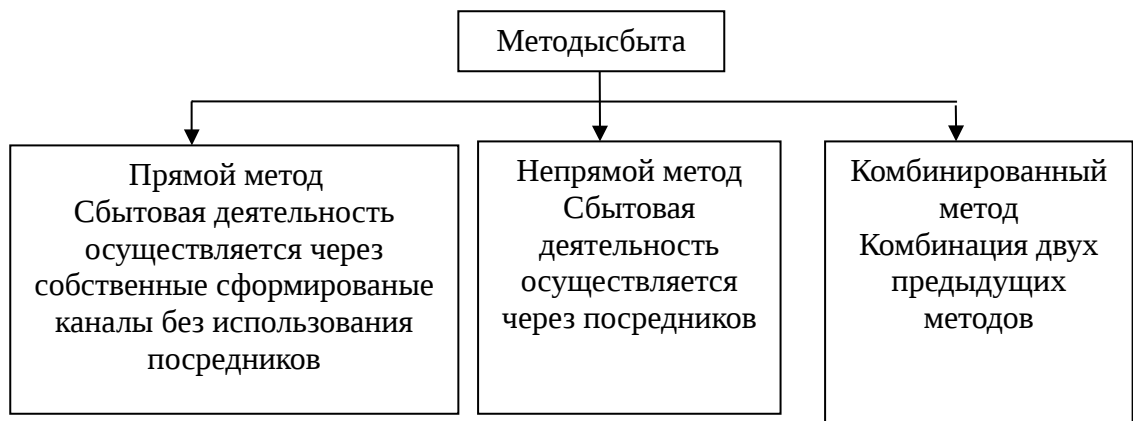 Методысбыта
Прямой метод
Сбытовая деятельность
осуществляется через
собственные сформированые
каналы без использования
посредников
Непрямой метод
Сбытовая
деятельность
осуществляется
через посредников
Комбинированный
метод
Комбинация двух
предыдущих
методов